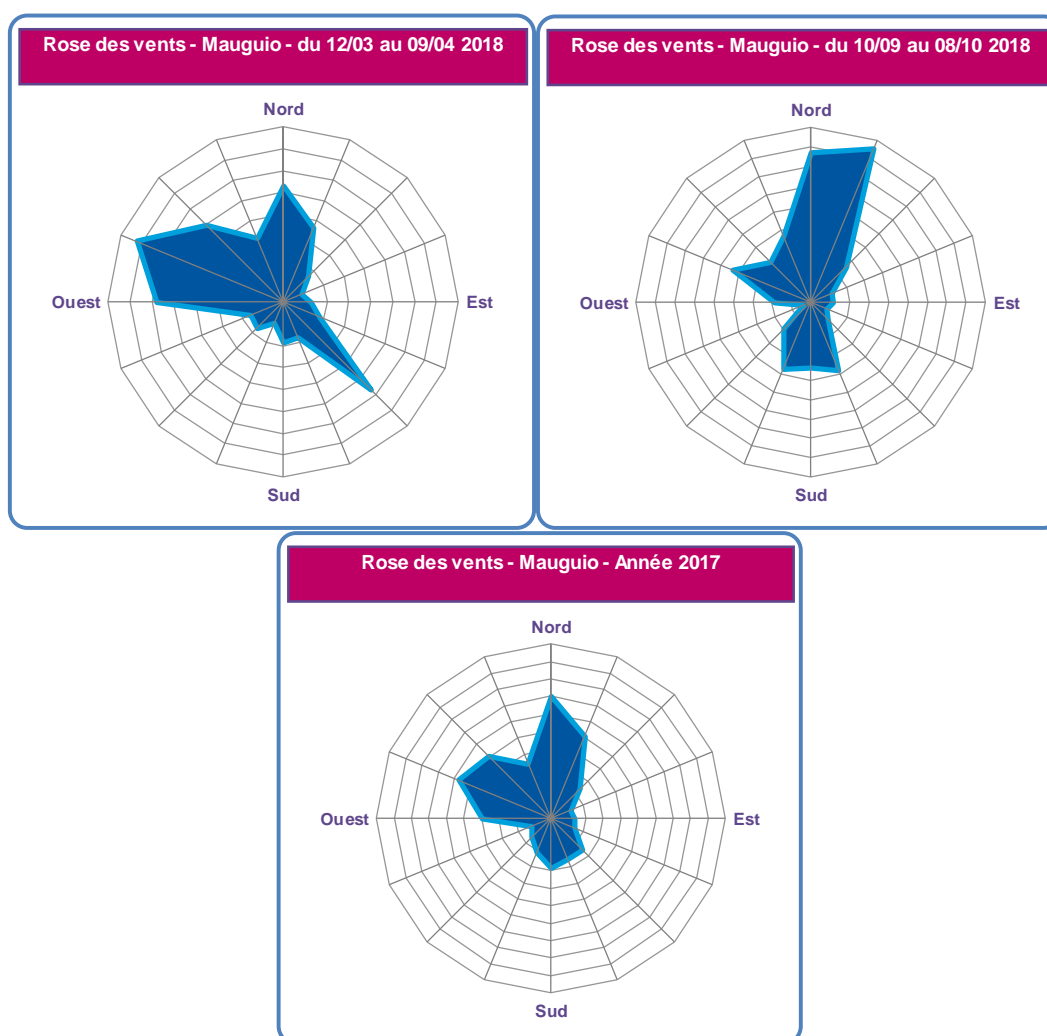 Rose des vents - Mauguio - du 12/03 au 09/04 2018
Nord
Ouest
Est
Sud
Rose des vents - Mauguio - du 10/09 au 08/10 2018
Nord
Ouest
Est
Sud
Rose des vents - Mauguio - Année 2017
Nord
Ouest
Est
Sud